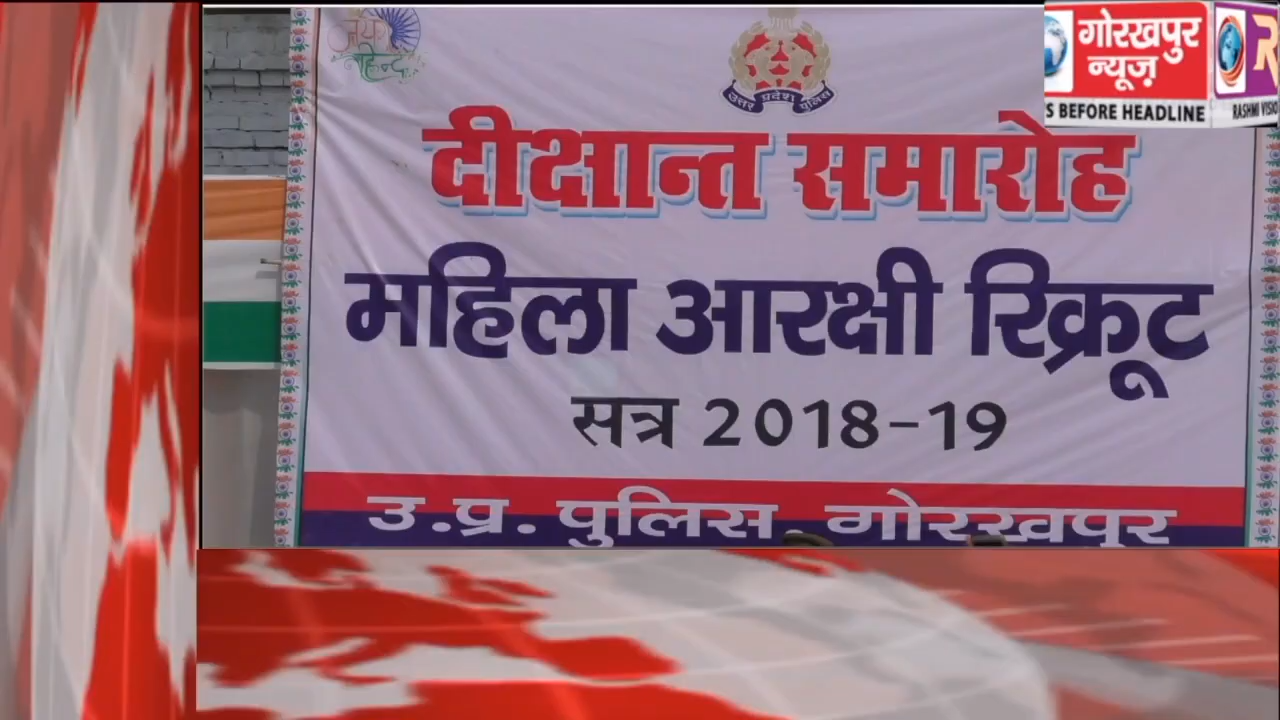 जय
हिन्द
उत्तर प्रदेश पुलिस
गोरखपुर
न्यूज़
S BEFORE HEADLINE
R
RASHMI VISIO
दीक्षान्त समारोह
महिला आरक्षी रिक्रूट
सत्र 2018-19
उ.प्र. पुलिस, गोरखपुर